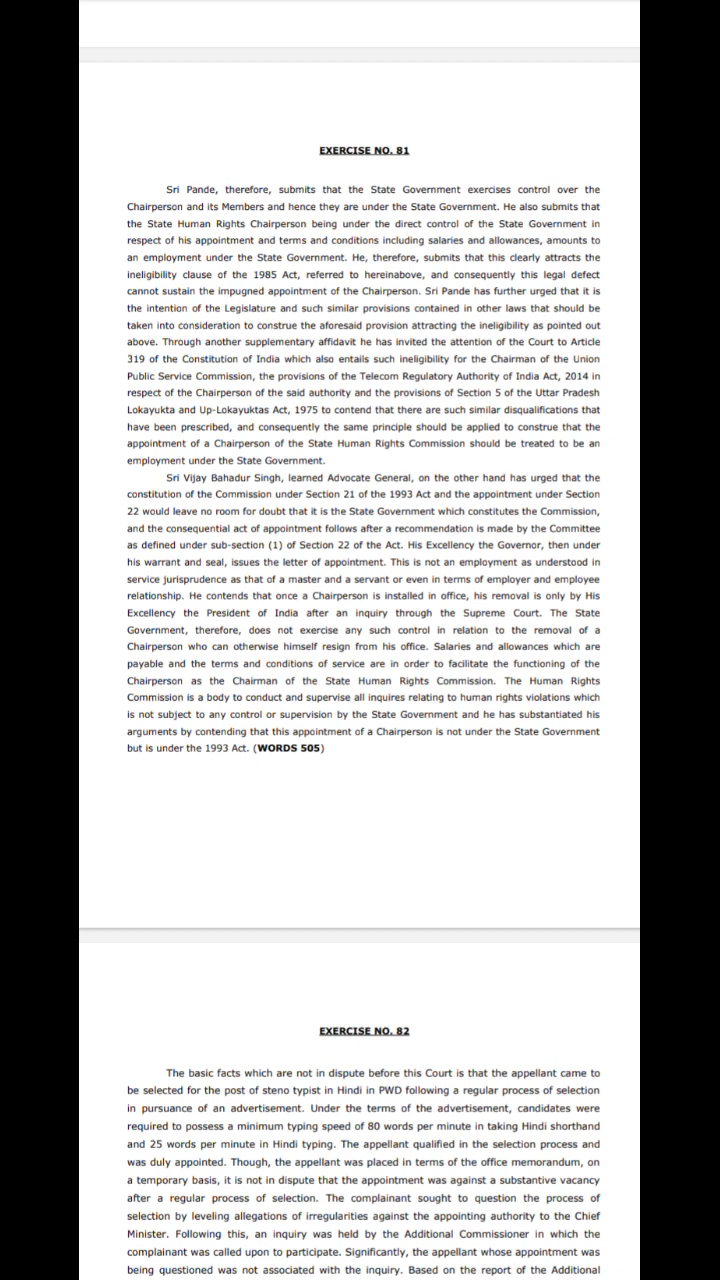 EXERCISE NO. 81
Sri Pande, therefore, submits that the State Government exercises control over the
Chairperson and its Members and hence they are under the State Government. He also submits that
the State Human Rights Chairperson being under the direct control of the State Government in
respect of his appointment and terms and conditions including salaries and allowances, amounts to
an employment under the State Government. He, therefore, submits that this clearly attracts the
ineligibility clause of the 1985 Act, referred to hereinabove, and consequently this legal defect
cannot sustain the impugned appointment of the Chairperson. Sri Pande has further urged that it is
the intention of the Legislature and such similar provisions contained in other laws that should be
taken into consideration to construe the aforesaid provision attracting the ineligibility as pointed out
above. Through another supplementary affidavit he has invited the attention of the Court to Article
319 of the Constitution of India which also entails such ineligibility for the Chairman of the Union
Public Service Commission, the provisions of the Telecom Regulatory Authority of India Act, 2014 in
respect of the Chairperson of the said authority and the provisions of Section 5 of the Uttar Pradesh
Lokayukta and Up-Lokayuktas Act, 1975 to contend that there are such similar disqualifications that
have been prescribed, and consequently the same principle should be applied to construe that the
appointment of a Chairperson of the State Human Rights Commission should be treated to be an
employment under the State Government.
Sri Vijay Bahadur Singh, learned Advocate General, on the other hand has urged that the
constitution of the Commission under Section 21 of the 1993 Act and the appointment under Section
22 would leave no room for doubt that it is the State Government which constitutes the Commission,
and the consequential act of appointment follows after a recommendation is made by the Committee
as defined under sub-section (1) of Section 22 of the Act. His Excellency the Governor, then under
his warrant and seal, issues the letter of appointment. This is not an employment as understood in
service jurisprudence as that of a master and a servant or even in terms of employer and employee
relationship. He contends that once a Chairperson is installed in office, his removal is only by His
Excellency the President of India after an inquiry through the Supreme Court. The State
Government, therefore, does not exercise any such control in relation to the removal of a
Chairperson who can otherwise himself resign from his office. Salaries and allowances which are
payable and the terms and conditions of service are in order to facilitate the functioning of the
Chairperson as the Chairman of the State Human Rights Commission. The Human Rights
Commission is a body to conduct and supervise all inquires relating to human rights violations which
is not subject to any control or supervision by the State Government and he has substantiated his
arguments by contending that this appointment of a Chairperson is not under the State Government
but is under the 1993 Act. (WORDS 505)
EXERCISE NO. 82
The basic facts which are not in dispute before this Court is that the appellant came to
be selected for the post of steno typist in Hindi in PWD following a regular process of selection
in pursuance of an advertisement. Under the terms of the advertisement, candidates were
required to possess a minimum typing speed of 80 words per minute in taking Hindi shorthand
and 25 words per minute in Hindi typing. The appellant qualified in the selection process and
was duly appointed. Though, the appellant was placed in terms of the office memorandum, on
a temporary basis, it is not in dispute that the appointment was against a substantive vacancy
after a regular process of selection. The complainant sought to question the process of
selection by leveling allegations of irregularities against the appointing authority to the Chief
Minister. Following this, an inquiry was held by the Additional Commissioner in which the
complainant was called upon to participate. Significantly, the appellant whose appointment was
being questioned was not associated with the inquiry. Based on the report of the Additional